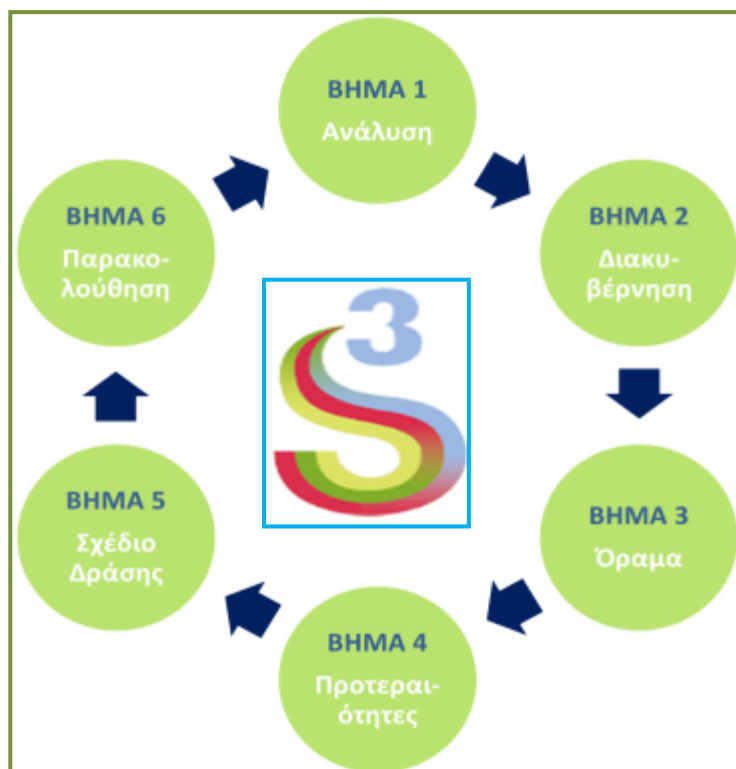 ΒΗΜΑ 1
Ανάλυση
ΒΗΜΑ 2
Διακυ-
βέρνηση
ΒΗΜΑ 3
Όραμα
ΒΗΜΑ 4
Προτεραι-
ότητες
ΒΗΜΑ 5
Σχέδιο
Δράσης
ΒΗΜΑ 6
Παρακο-
λούθηση
S3